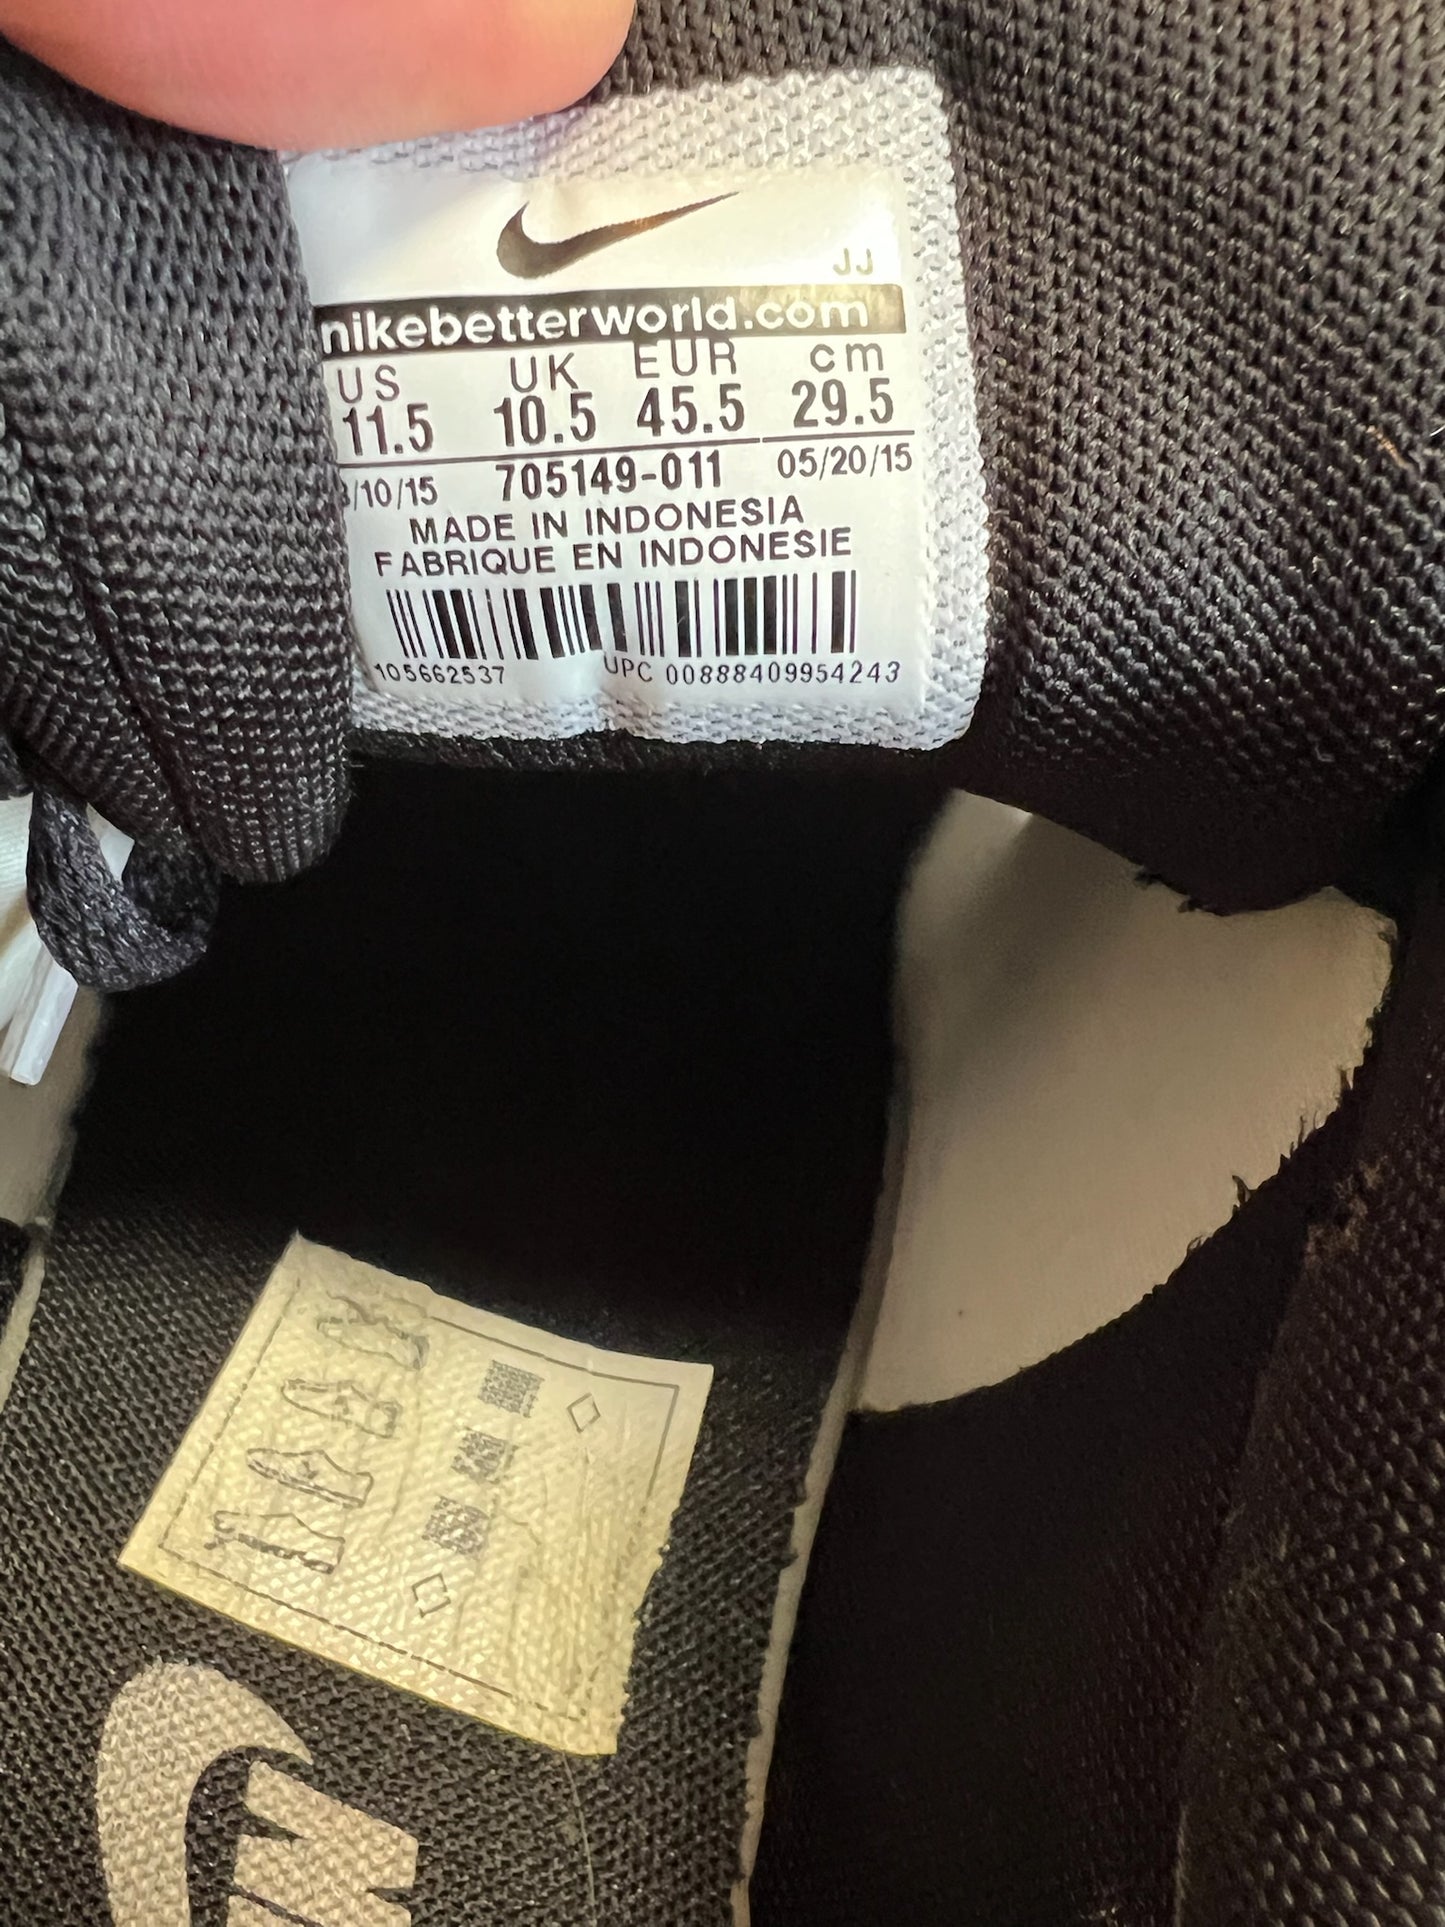 JJ
nikebetterworld.com
US UK EUR cm
11.5 10.5 45.5 29.5
/10/15 705149-011 05/20/15
MADE IN INDONESIA
FABRIQUE EN INDONESIE
105662537 UPC 00888409954243